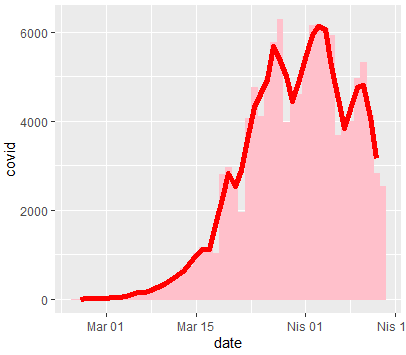 6000
4000
2000
0
covid
Mar 01
Mar 15
Nis 01
Nis 1
date